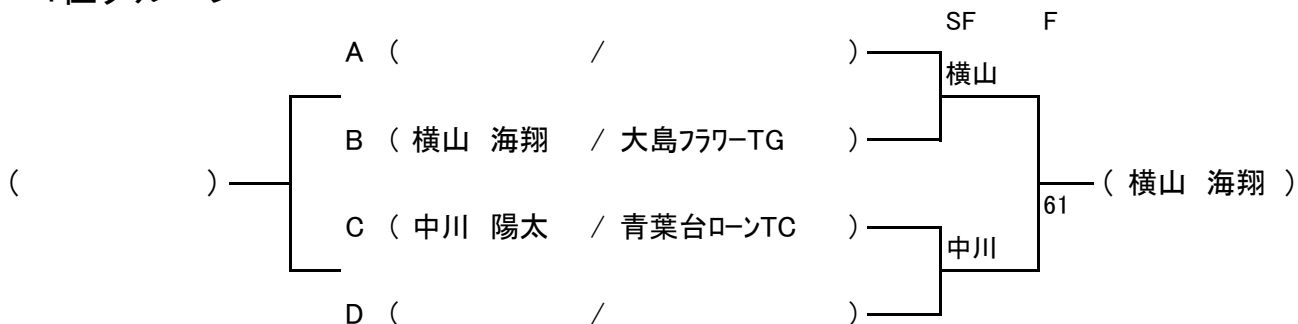 SF F
A ( / )
横山
B ( 横山 海翔 / 大島フラワーTG )
( ) ( 横山 海翔 )
61
C ( 中川 陽太 / 青葉台ローンTC )
中川
D ( / )